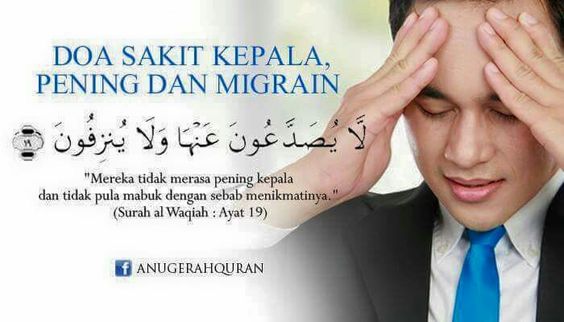 DOA SAKIT KEPALA,
PENING DAN MIGRAIN
لَّا يُصَدَّعُونَ عَنْهَا وَلَا يُنزِفُونَ ١٩
"Mereka tidak merasa pening kepala
dan tidak pula mabuk dengan sebab menikmatinya."
(Surah al Waqiah : Ayat 19)
f ANUGERAHQURAN